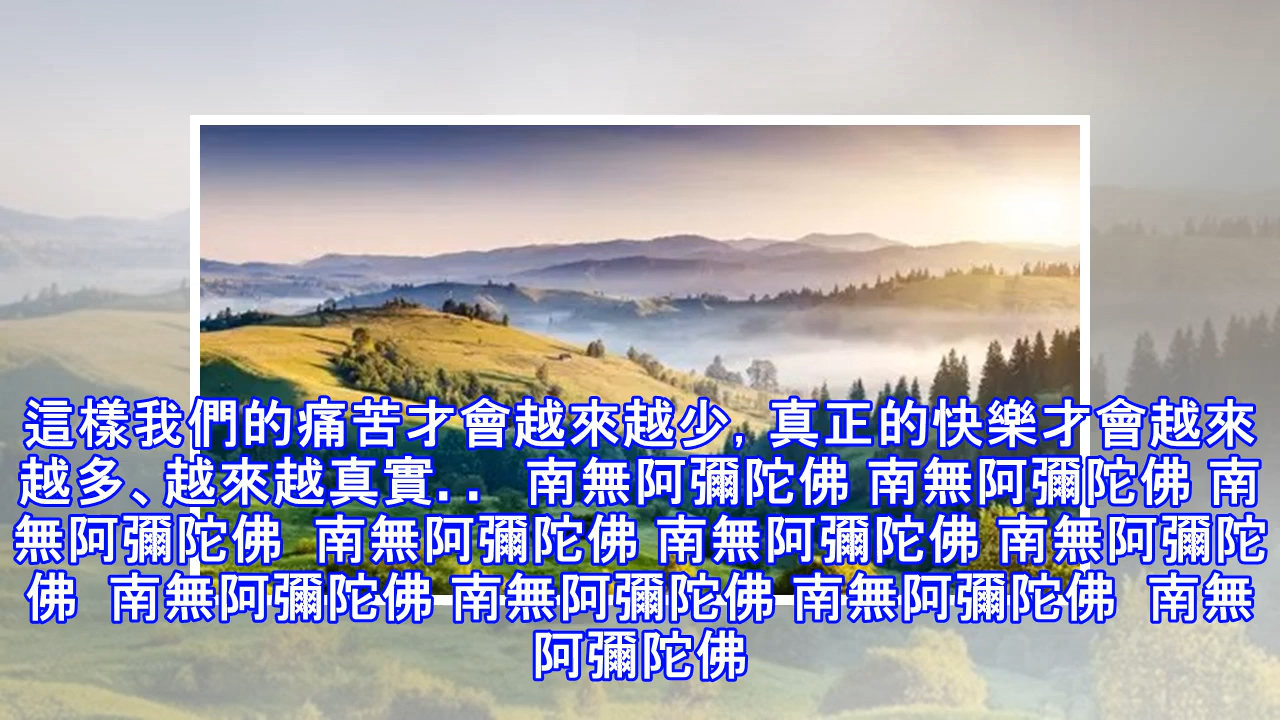 這樣我們的痛苦才會越來越少, 真正的快樂才會越來
越多、越來越真實.. 南無阿彌陀佛 南無阿彌陀佛 南
無阿彌陀佛 南無阿彌陀佛 南無阿彌陀佛 南無阿彌陀
佛 南無阿彌陀佛 南無阿彌陀佛 南無阿彌陀佛 南無
阿彌陀佛